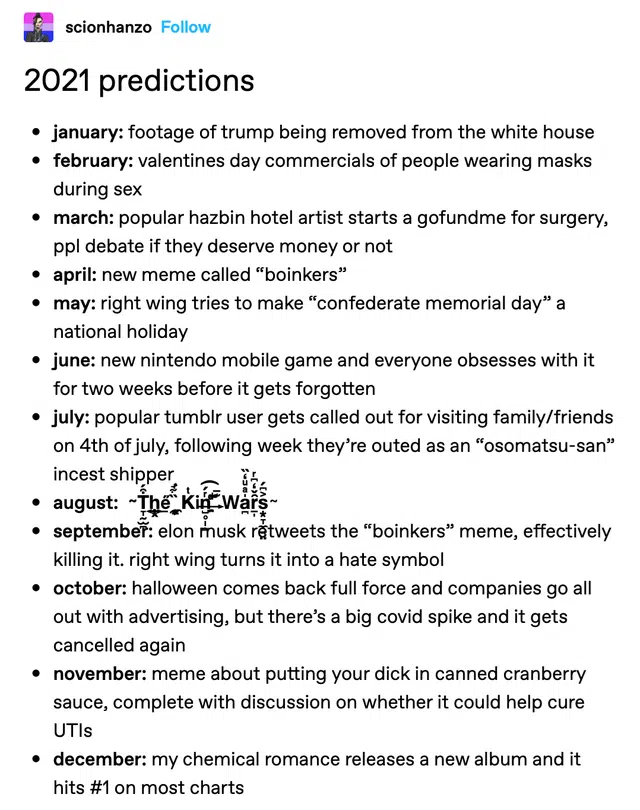 scionhanzo Follow
2021 predictions
• january: footage of trump being removed from the white house
• february: valentines day commercials of people wearing masks
during sex
• march: popular hazbin hotel artist starts a gofundme for surgery,
ppl debate if they deserve money or not
• april: new meme called “boinkers”
• may: right wing tries to make “confederate memorial day” a
national holiday
• june: new nintendo mobile game and everyone obsesses with it
for two weeks before it gets forgotten
• july: popular tumblr user gets called out for visiting family/friends
on 4th of july, following week they’re outed as an “osomatsu-san”
incest shipper
• august: ~The Kin Wars~
• september: elon musk retweets the “boinkers” meme, effectively
killing it. right wing turns it into a hate symbol
• october: halloween comes back full force and companies go all
out with advertising, but there’s a big covid spike and it gets
cancelled again
• november: meme about putting your dick in canned cranberry
sauce, complete with discussion on whether it could help cure
UTIs
• december: my chemical romance releases a new album and it
hits #1 on most charts